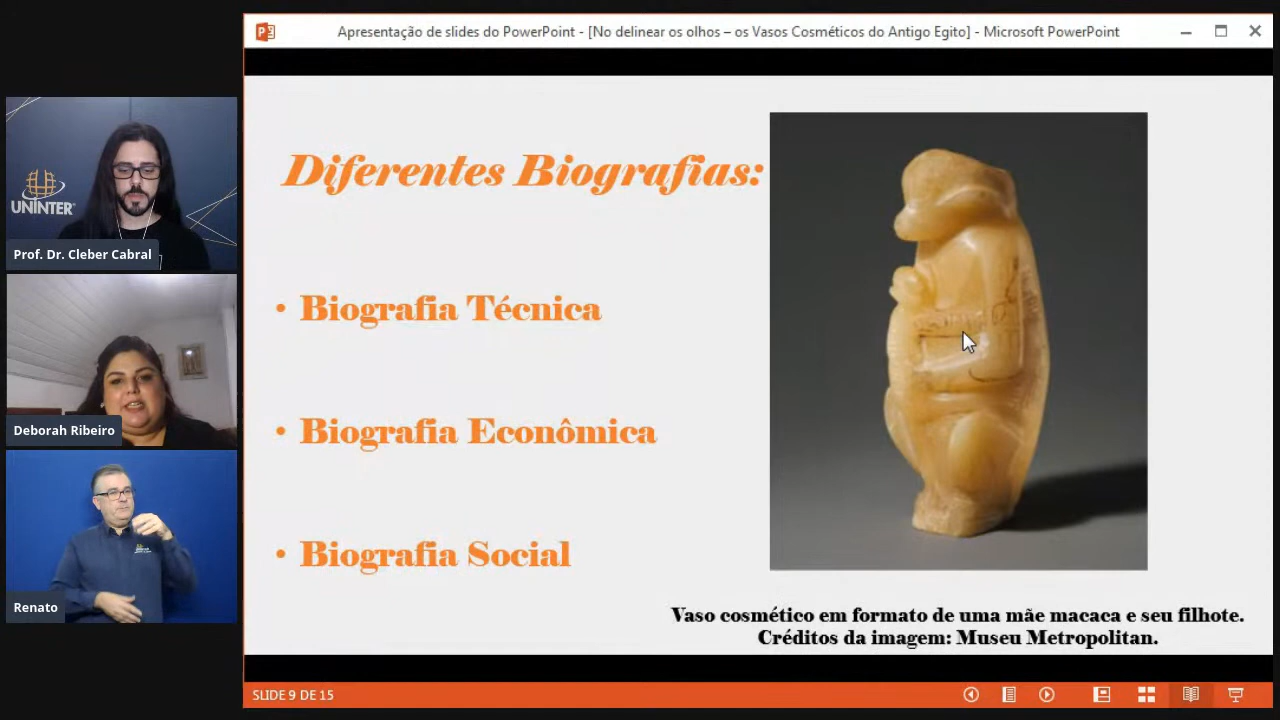 Apresentação de slides do PowerPoint - [No delinear os olhos – os Vasos Cosméticos do Antigo Egito] - Microsoft PowerPoint
UNINTER
Prof. Dr. Cleber Cabral
Deborah Ribeiro
Renato
Diferentes Biografias:
• Biografia Técnica
• Biografia Econômica
• Biografia Social
Vaso cosmético em formato de uma mãe macaca e seu filhote.
Créditos da imagem: Museu Metropolitan.
SLIDE 9 DE 15